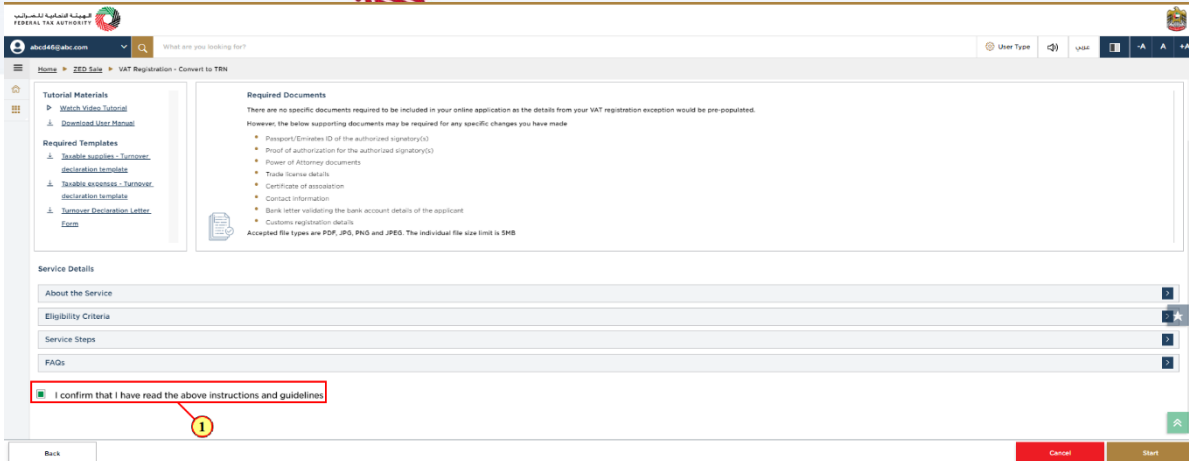 الهيئة الاتحادية للضرائب
FEDERAL TAX AUTHORITY
abcd46@abc.com
What are you looking for?
User Type
عربي
-A A +A
Home ▶ ZED Sale ▶ VAT Registration - Convert to TRN
Tutorial Materials
Watch Video Tutorial
Download User Manual
Required Templates
Taxable supplies - Turnover
declaration template
Taxable expenses - Turnover
declaration template
Turnover Declaration Letter
Form
Required Documents
There are no specific documents required to be included in your online application as the details from your VAT registration exception would be pre-populated.
However, the below supporting documents may be required for any specific changes you have made
Passport/Emirates ID of the authorized signatory(s)
Proof of authorization for the authorized signatory(s)
Power of Attorney documents
Trade license details
Certificate of assoaiation
Contact information
Bank letter validating the bank account details of the applicant
Customs registration details
Accepted file types are PDF, JPG, PNG and JPEG. The individual file size limit is 5MB
Service Details
About the Service
Eligibility Criteria
Service Steps
FAQs
I confirm that I have read the above instructions and guidelines
1
Back
Cancel
Start